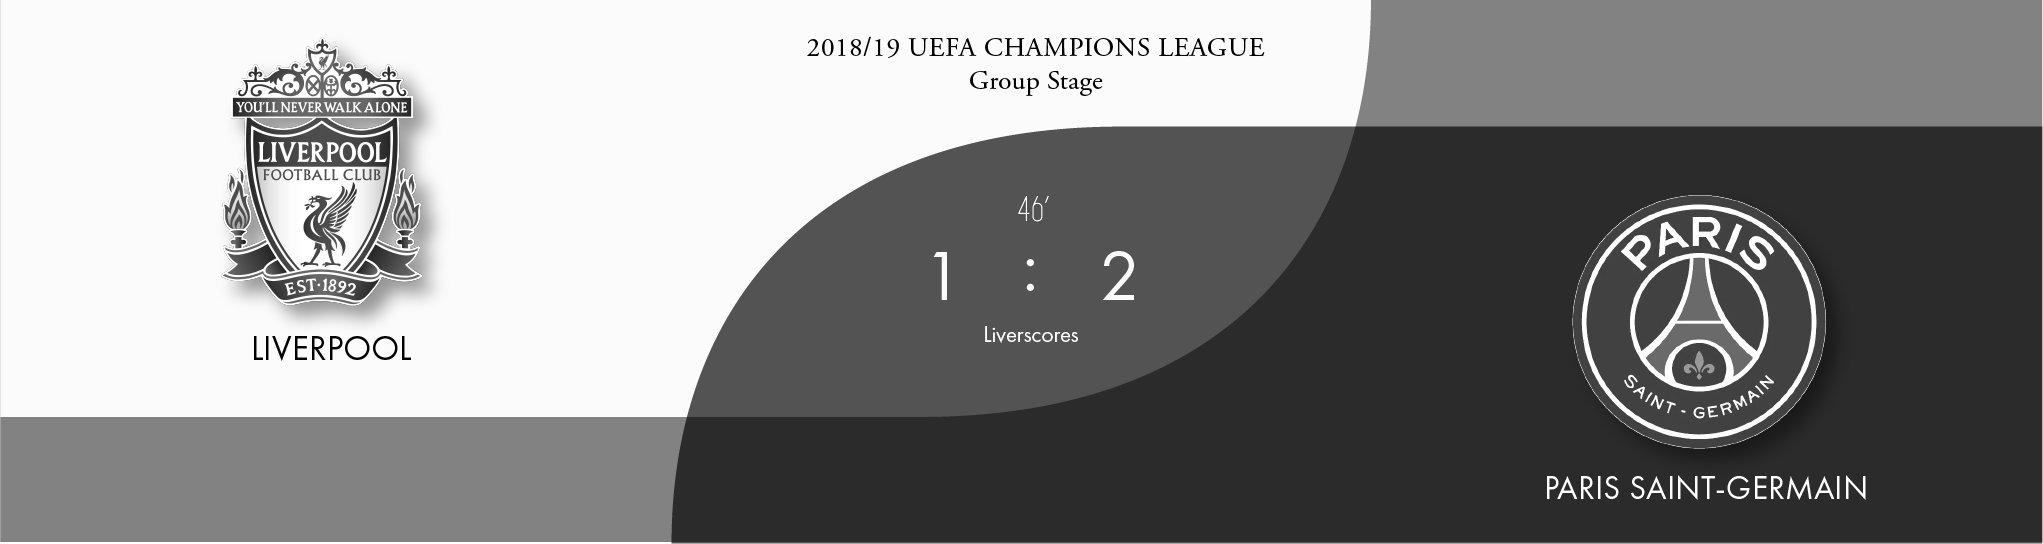 2018/19 UEFA CHAMPIONS LEAGUE
Group Stage
YOU'LL NEVER WALK ALONE
LIVERPOOL
FOOTBALL CLUB
EST·1892
LIVERPOOL
46'
1 : 2
Liverscores
PARIS
SAINT-GERMAIN
PARIS SAINT-GERMAIN